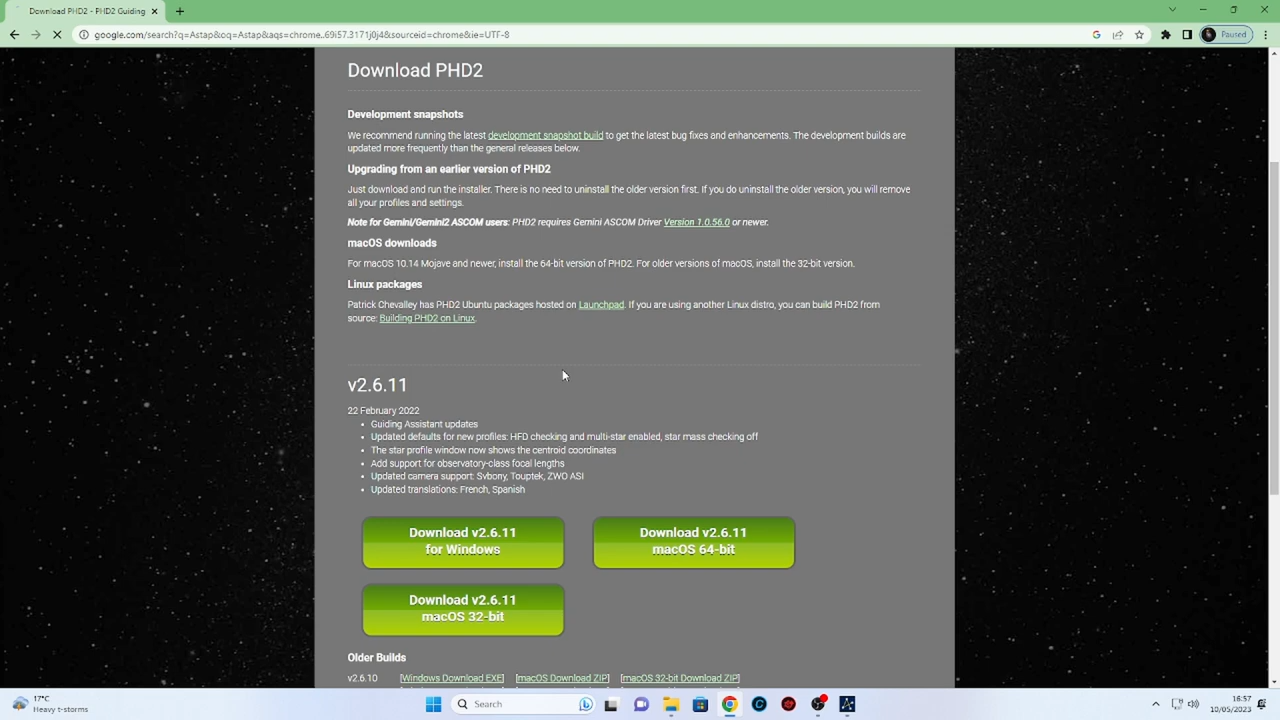 Download PHD2 - PHD2 Guiding
google.com/search?q=Astap&oq=Astap&aqs=chrome..69i57.3171j0j4&sourceid=chrome&ie=UTF-8
Paused
Download PHD2
Development snapshots
We recommend running the latest development snapshot build to get the latest bug fixes and enhancements. The development builds are
updated more frequently than the general releases below.
Upgrading from an earlier version of PHD2
Just download and run the installer. There is no need to uninstall the older version first. If you do uninstall the older version, you will remove
all your profiles and settings.
Note for Gemini/Gemini2 ASCOM users: PHD2 requires Gemini ASCOM Driver Version 1.0.56.0 or newer.
macOS downloads
For macOS 10.14 Mojave and newer, install the 64-bit version of PHD2. For older versions of macOS, install the 32-bit version.
Linux packages
Patrick Chevalley has PHD2 Ubuntu packages hosted on Launchpad. If you are using another Linux distro, you can build PHD2 from
source: Building PHD2 on Linux.
v2.6.11
22 February 2022
• Guiding Assistant updates
• Updated defaults for new profiles: HFD checking and multi-star enabled, star mass checking off
• The star profile window now shows the centroid coordinates
• Add support for observatory-class focal lengths
• Updated camera support: Svbony, Touptek, ZWO ASI
• Updated translations: French, Spanish
Download v2.6.11
for Windows
Download v2.6.11
macOS 64-bit
Download v2.6.11
macOS 32-bit
Older Builds
v2.6.10 [Windows Download EXE] [macOS Download ZIP] [macOS 32-bit Download ZIP]
17°C
Heavy t-storms
Search
16:57
10/05/2023